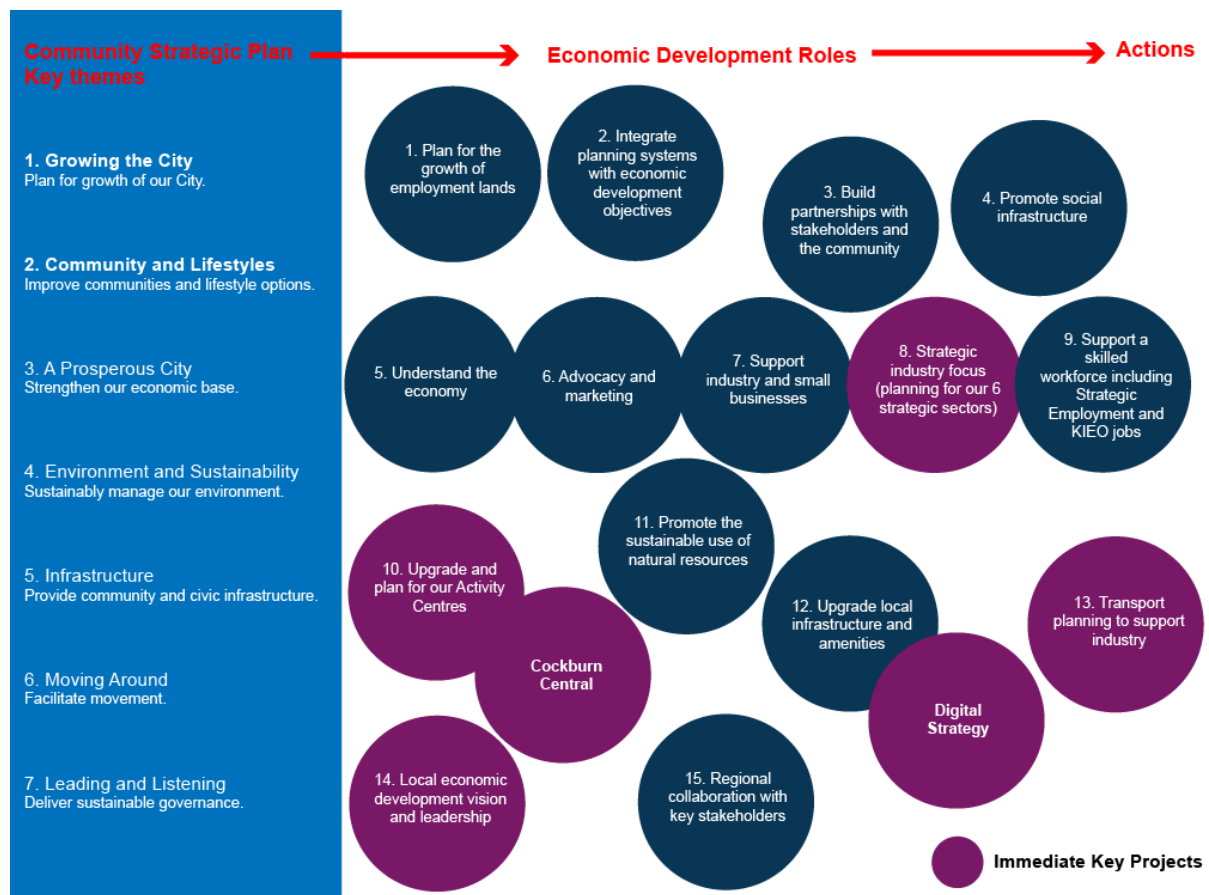 Community Strategic Plan
Key themes
Economic Development Roles
Actions
1. Growing the City
Plan for growth of our City.
2. Community and Lifestyles
Improve communities and lifestyle options.
3. A Prosperous City
Strengthen our economic base.
4. Environment and Sustainability
Sustainably manage our environment.
5. Infrastructure
Provide community and civic infrastructure.
6. Moving Around
Facilitate movement.
7. Leading and Listening
Deliver sustainable governance.
1. Plan for the
growth of
employment lands
2. Integrate
planning systems
with economic
development
objectives
3. Build
partnerships with
stakeholders and
the community
4. Promote social
infrastructure
5. Understand the
economy
6. Advocacy and
marketing
7. Support
industry and small
businesses
8. Strategic
industry focus
(planning for our 6
strategic sectors)
9. Support a
skilled
workforce including
Strategic
Employment and
KIEO jobs
10. Upgrade and
plan for our Activity
Centres
Cockburn
Central
11. Promote the
sustainable use of
natural resources
12. Upgrade local
infrastructure and
amenities
Digital
Strategy
13. Transport
planning to support
industry
14. Local economic
development vision
and leadership
15. Regional
collaboration with
key stakeholders
Immediate Key Projects